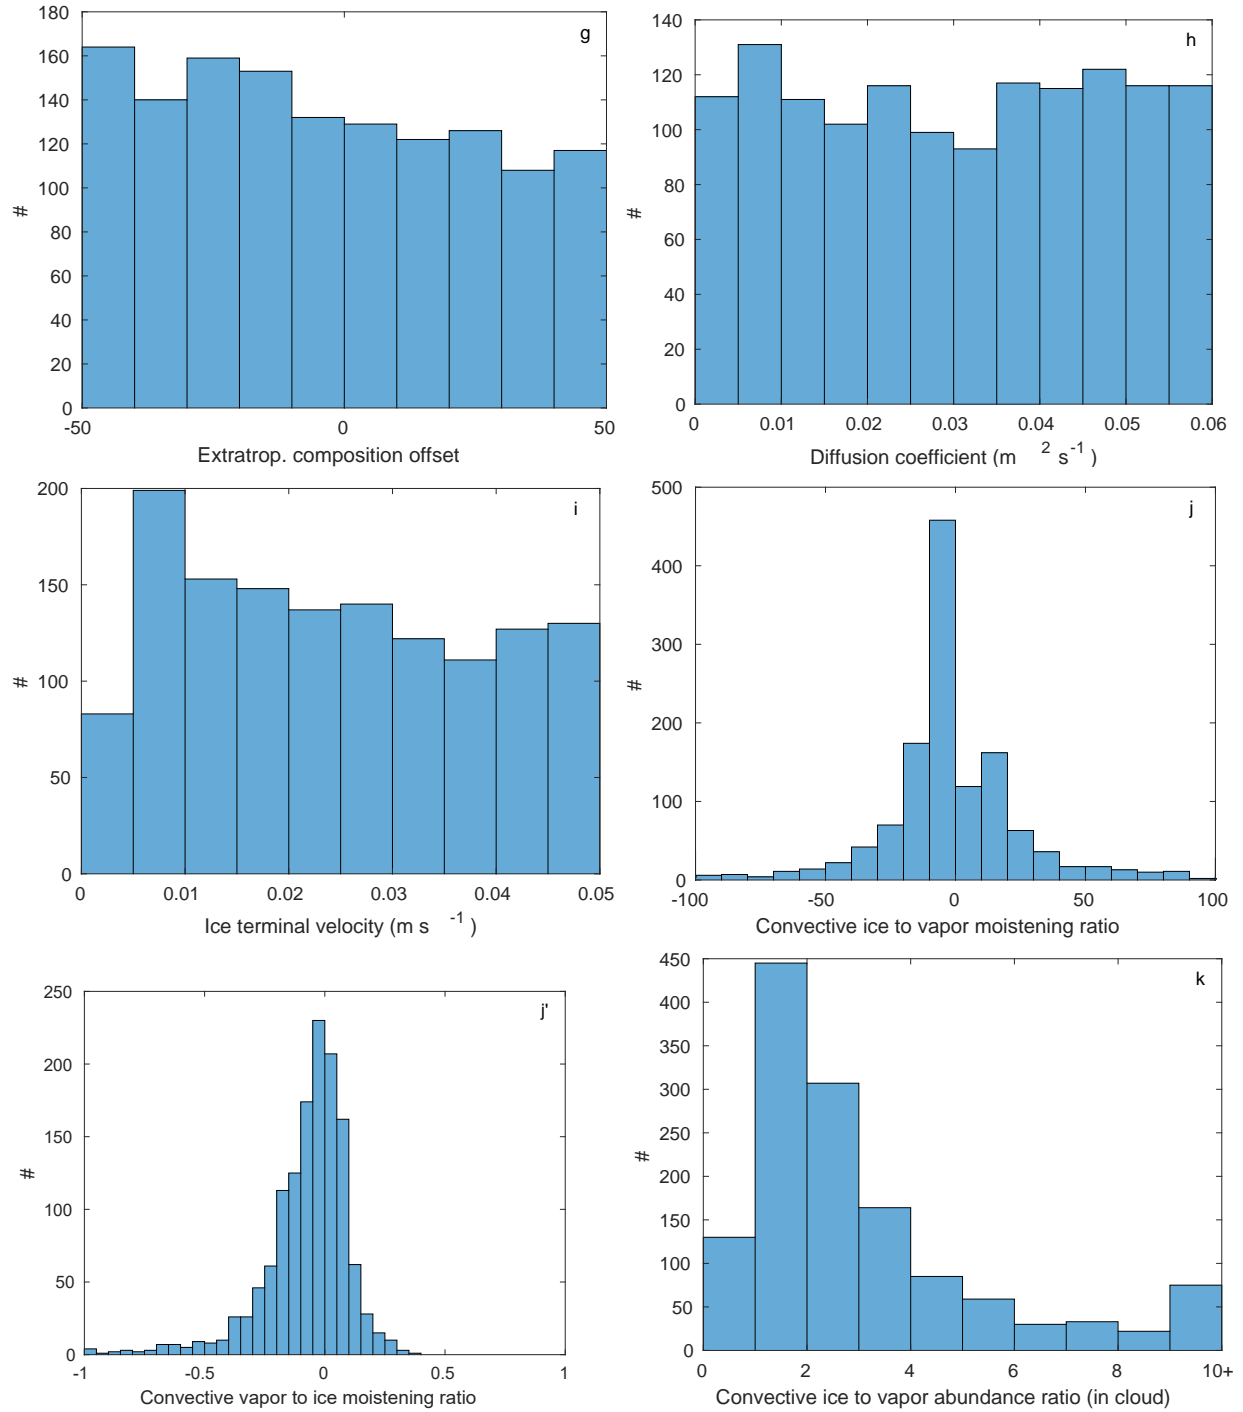 180
160
140
120
100
80
60
40
20
0
#
g
-50 0 50
Extratrop. composition offset
140
120
100
80
60
40
20
0
#
h
0 0.01 0.02 0.03 0.04 0.05 0.06
Diffusion coefficient (m 2 s-1 )
200
150
100
50
0
#
i
0 0.01 0.02 0.03 0.04 0.05
Ice terminal velocity (m s -1 )
500
400
300
200
100
0
#
j
-100 -50 0 50 100
Convective ice to vapor moistening ratio
250
200
150
100
50
0
#
j'
-1 -0.5 0 0.5 1
Convective vapor to ice moistening ratio
450
400
350
300
250
200
150
100
50
0
#
k
0 2 4 6 8 10+
Convective ice to vapor abundance ratio (in cloud)